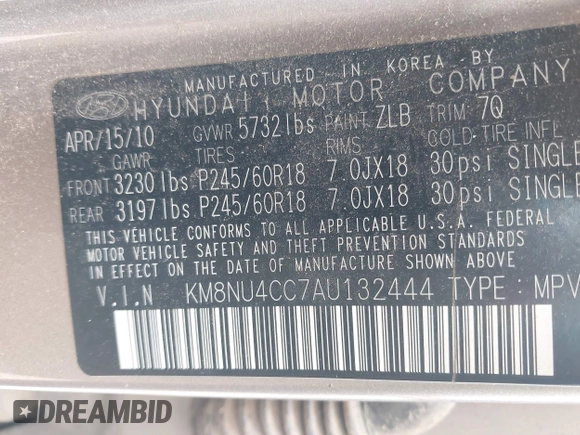 MANUFACTURED IN KOREA BY
HYUNDAI MOTOR COMPANY
APR/15/10 GVWR 5732lbs PAINT ZLB TRIM 7Q
GAWR TIRES RIMS COLD TIRE INFL
FRONT 3230lbs P245/60R18 7.0JX18 30psi SINGLE
REAR 3197lbs P245/60R18 7.0JX18 30psi SINGLE
THIS VEHICLE CONFORMS TO ALL APPLICABLE U.S.A. FEDERAL
MOTOR VEHICLE SAFETY AND THEFT PREVENTION STANDARDS
IN EFFECT ON THE DATE OF MANUFACTURE SHOWN ABOVE
V.I.N KM8NU4CC7AU132444 TYPE : MPV
DREAMBID